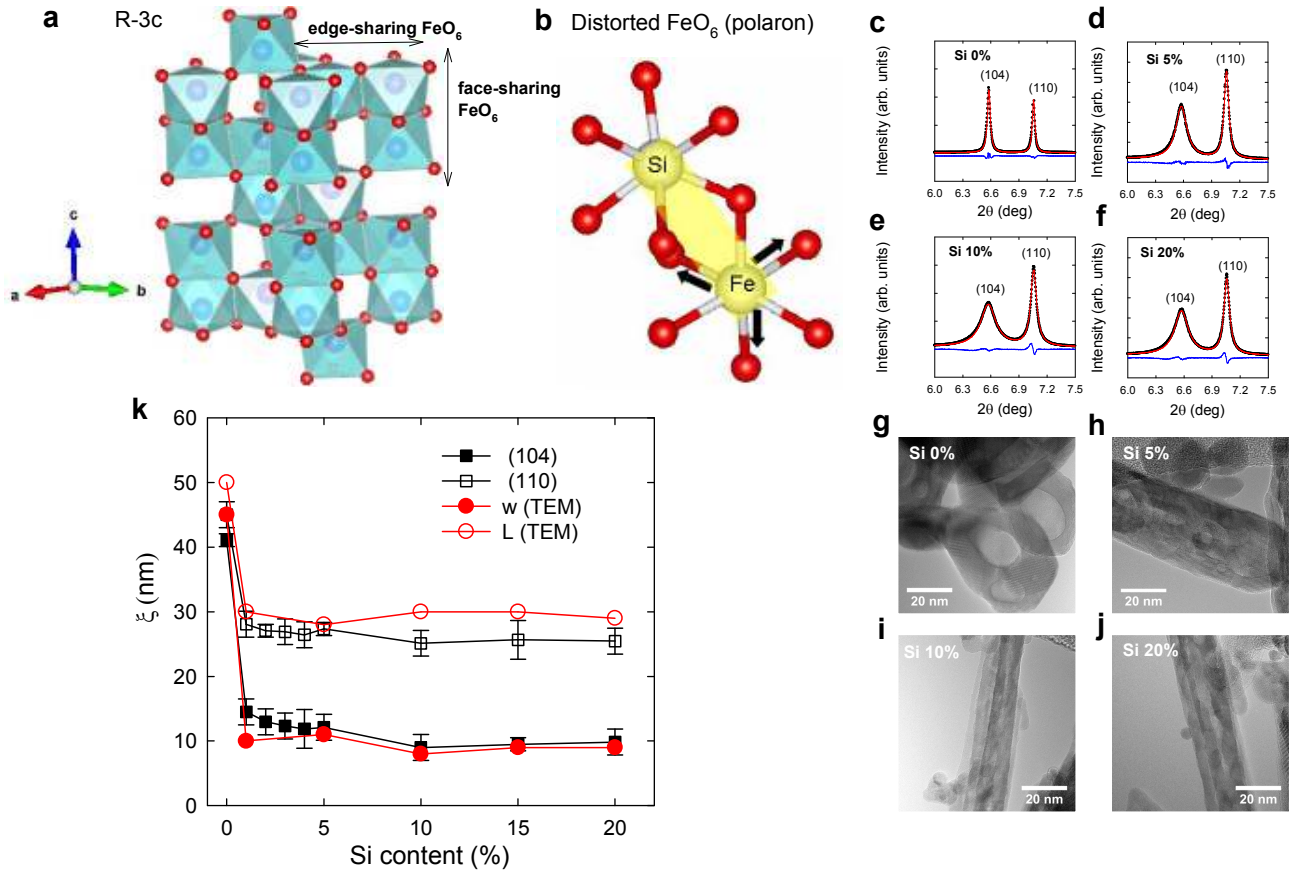 a
R-3c
edge-sharing FeO6
face-sharing
FeO6
c
a
b
b
Distorted FeO6 (polaron)
Si
Fe
c
Si 0%
(104)
(110)
Intensity (arb. units)
6.0 6.3 6.6 6.9 7.2 7.5
2θ (deg)
d
Si 5%
(104)
(110)
Intensity (arb. units)
6.0 6.3 6.6 6.9 7.2 7.5
2θ (deg)
e
Si 10%
(104)
(110)
Intensity (arb. units)
6.0 6.3 6.6 6.9 7.2 7.5
2θ (deg)
f
Si 20%
(104)
(110)
Intensity (arb. units)
6.0 6.3 6.6 6.9 7.2 7.5
2θ (deg)
g
Si 0%
20 nm
h
Si 5%
20 nm
i
Si 10%
20 nm
j
Si 20%
20 nm
k
(104)
(110)
w (TEM)
L (TEM)
ξ (nm)
60
50
40
30
20
10
0
0 5 10 15 20
Si content (%)